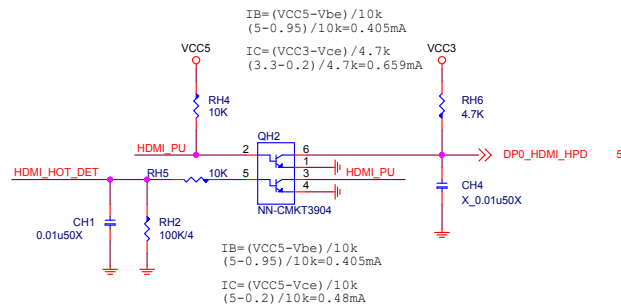 IB=(VCC5-Vbe)/10k
(5-0.95)/10k=0.405mA
IC=(VCC3-Vce)/4.7k
(3.3-0.2)/4.7k=0.659mA
VCC5
VCC3
RH4
10K
RH6
4.7K
QH2
HDMI_PU
2
6
DP0_HDMI_HPD
5
1
HDMI_HOT_DET
RH5
10K
5
3
HDMI_PU
4
NN-CMKT3904
CH4
X_0.01u50X
CH1
0.01u50X
RH2
100K/4
IB=(VCC5-Vbe)/10k
(5-0.95)/10k=0.405mA
IC=(VCC5-Vce)/10k
(5-0.2)/10k=0.48mA